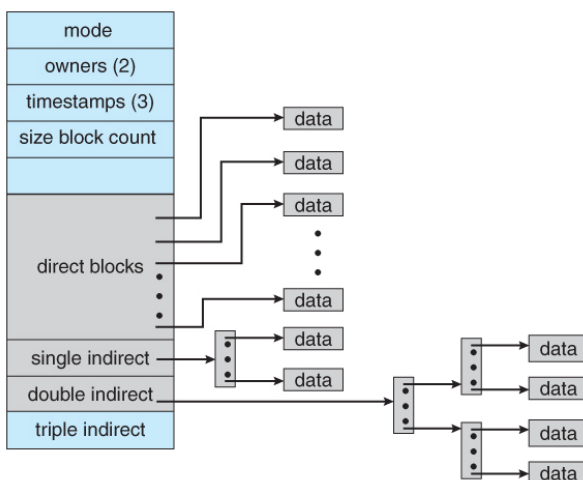 mode
owners (2)
timestamps (3)
size block count
data
data
data
direct blocks
data
single indirect
data
data
double indirect
triple indirect
data
data
data
data